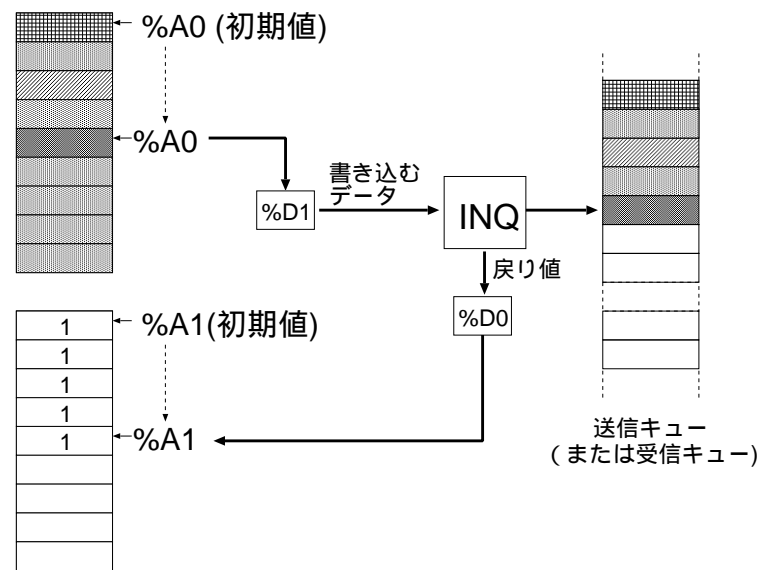 %A0 (初期値)
%A0
%D1
書き込む
データ
INQ
戻り値
%D0
1
1
1
1
1
%A1(初期値)
%A1
送信キュー
(または受信キュー)